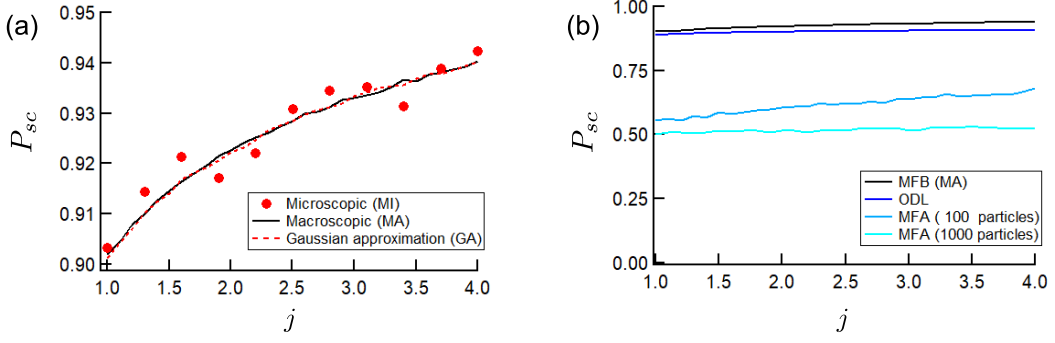 (a)
0.95
0.94
0.93
0.92
0.91
0.90
P_sc
1.0 1.5 2.0 2.5 3.0 3.5 4.0
j
Microscopic (MI)
Macroscopic (MA)
Gaussian approximation (GA)
(b)
1.00
0.75
0.50
0.25
0.00
P_sc
1.0 1.5 2.0 2.5 3.0 3.5 4.0
j
MFB (MA)
ODL
MFA ( 100 particles)
MFA (1000 particles)